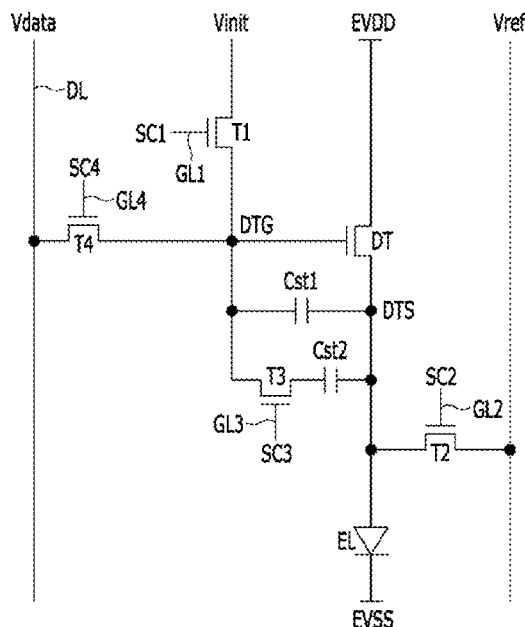 Vdata Vinit EVDD Vref
DL
SC1 T1
GL1
SC4
GL4
T4
DTG
DT
Cst1
DTS
T3 Cst2
GL3
SC3
SC2
GL2
T2
EL
EVSS